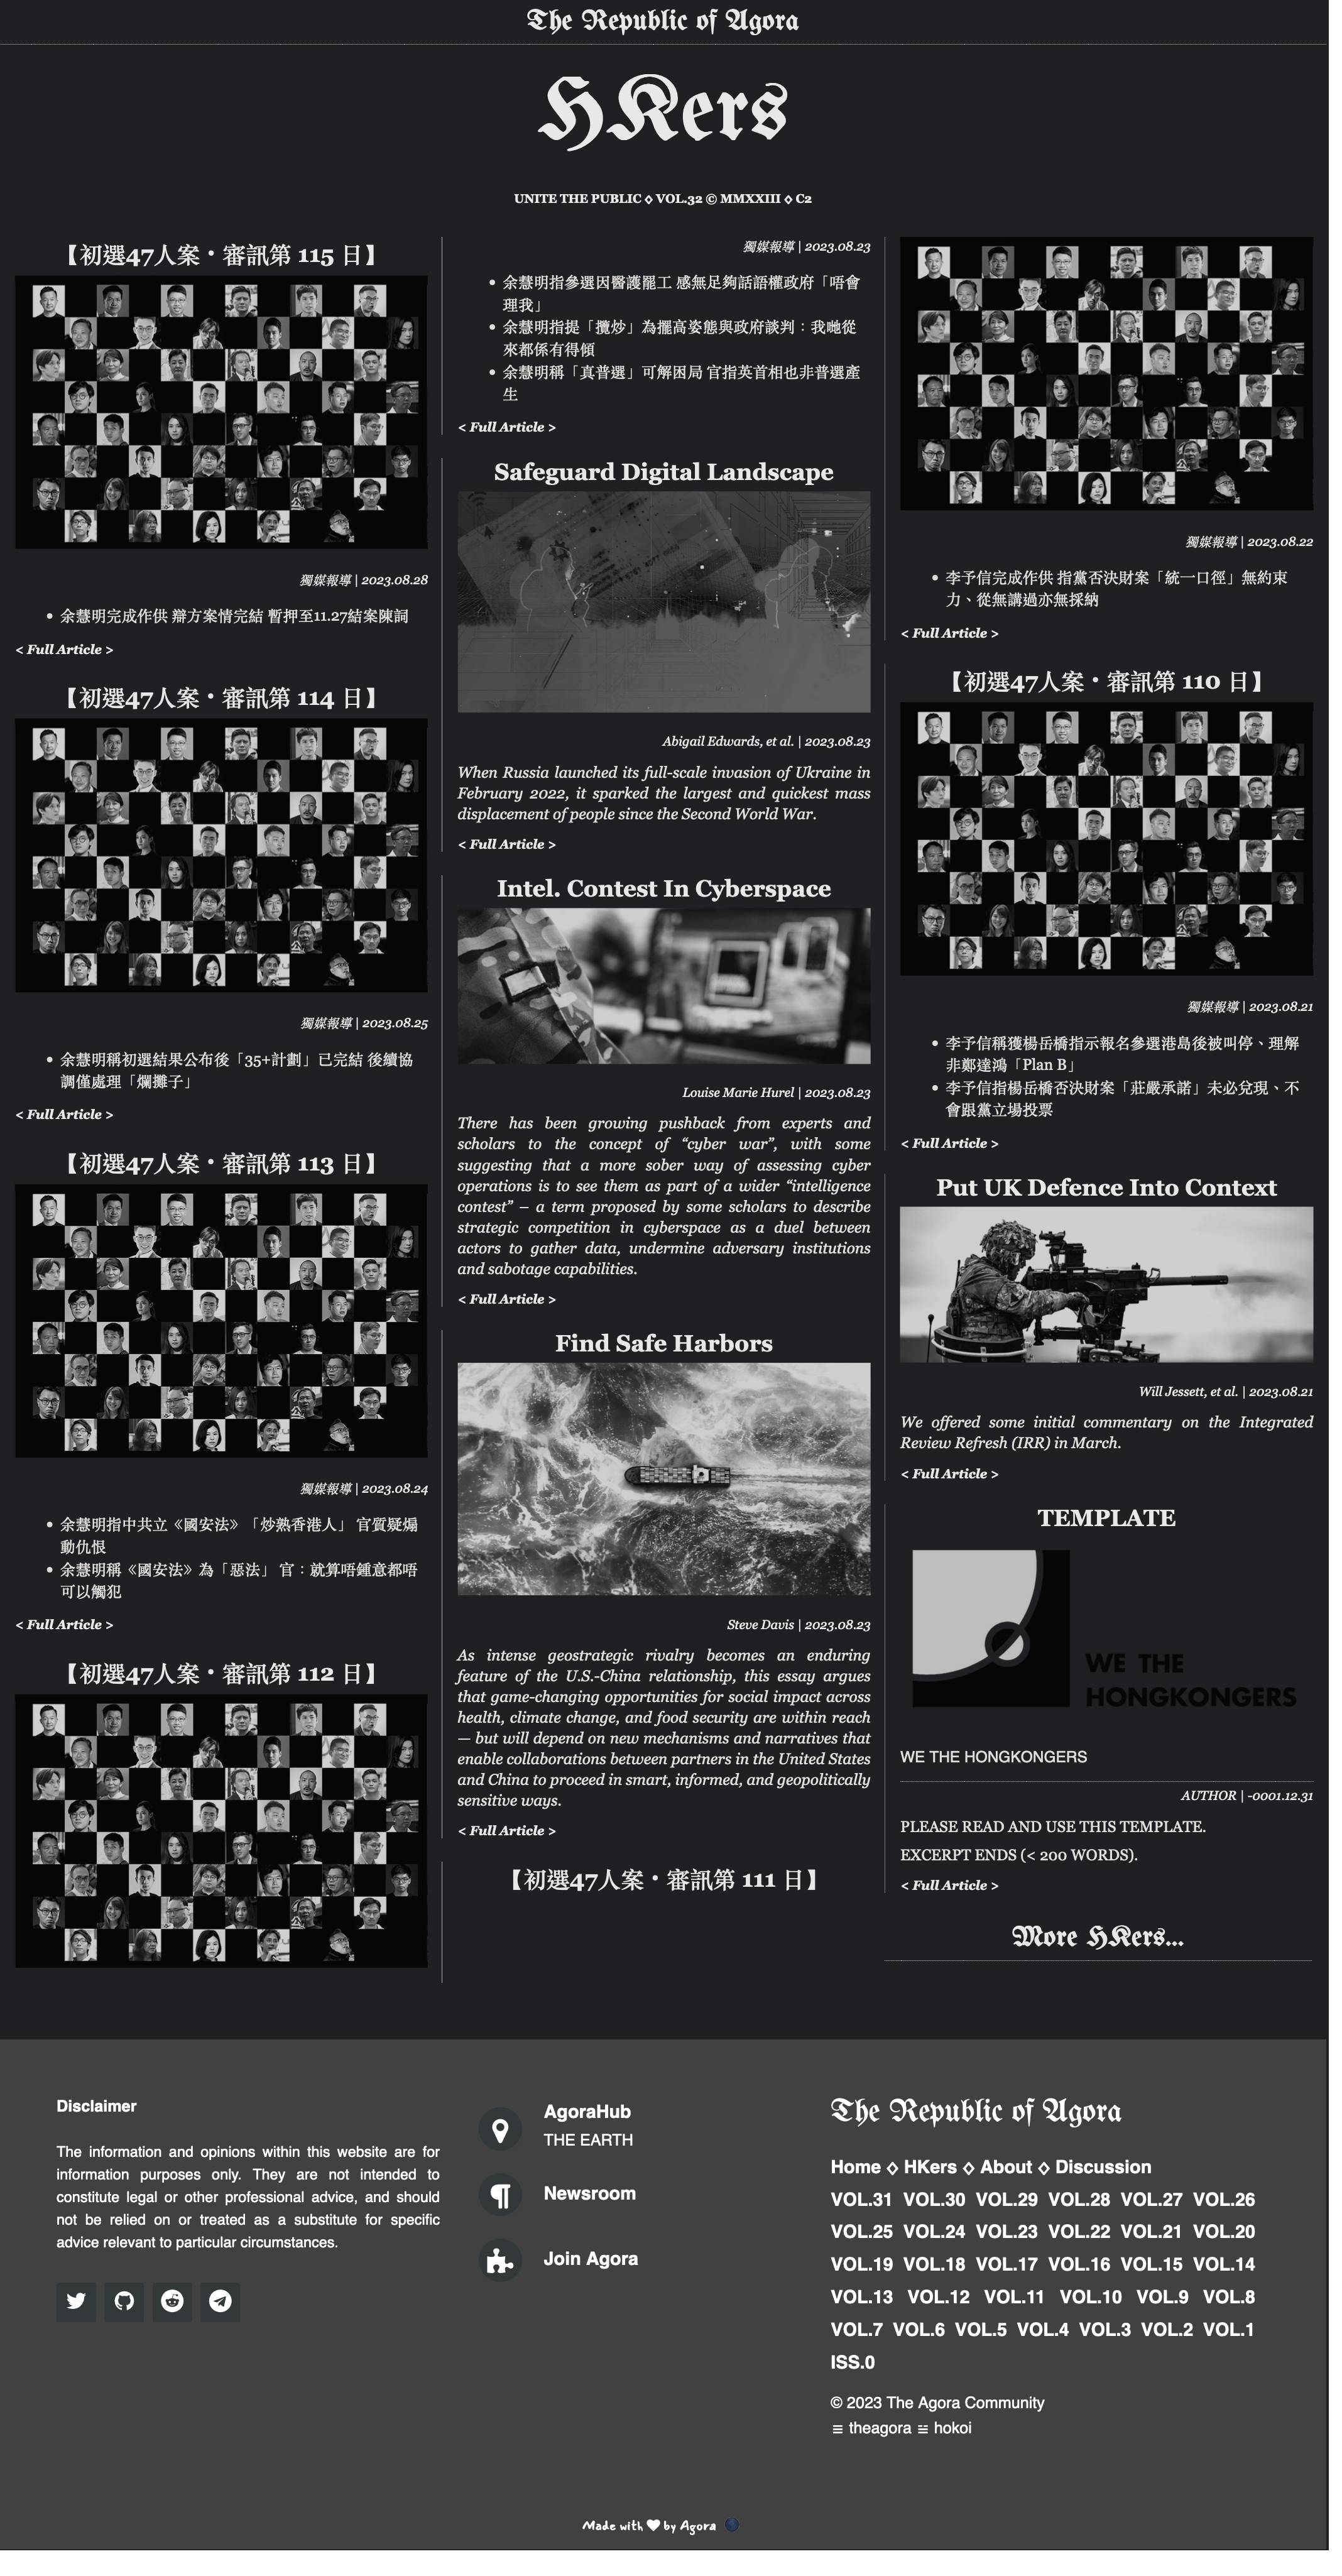 The Republic of Agora
HKers
UNITE THE PUBLIC ◊ VOL.32 © MMXXIII ◊ C2
【初選47人案・審訊第 115 日】
獨媒報導 | 2023.08.28
• 余慧明完成作供 辯方案情完結 暫押至11.27結案陳詞
< Full Article >
【初選47人案・審訊第 114 日】
獨媒報導 | 2023.08.25
• 余慧明稱初選結果公布後「35+計劃」已完結 後續協
調僅處理「爛攤子」
< Full Article >
【初選47人案・審訊第 113 日】
獨媒報導 | 2023.08.24
• 余慧明指中共立《國安法》「炒熟香港人」 官質疑煽
動仇恨
• 余慧明稱《國安法》為「惡法」 官：就算唔鍾意都唔
可以觸犯
< Full Article >
【初選47人案・審訊第 112 日】
獨媒報導 | 2023.08.23
• 余慧明指參選因醫護罷工 感無足夠話語權政府「唔會
理我」
• 余慧明指提「攬炒」為擺高姿態與政府談判：我哋從
來都係有得傾
• 余慧明稱「真普選」可解困局 官指英首相也非普選產
生
< Full Article >
Safeguard Digital Landscape
Abigail Edwards, et al. | 2023.08.23
When Russia launched its full-scale invasion of Ukraine in
February 2022, it sparked the largest and quickest mass
displacement of people since the Second World War.
< Full Article >
Intel. Contest In Cyberspace
Louise Marie Hurel | 2023.08.23
There has been growing pushback from experts and
scholars to the concept of “cyber war”, with some
suggesting that a more sober way of assessing cyber
operations is to see them as part of a wider “intelligence
contest” – a term proposed by some scholars to describe
strategic competition in cyberspace as a duel between
actors to gather data, undermine adversary institutions
and sabotage capabilities.
< Full Article >
Find Safe Harbors
Steve Davis | 2023.08.23
As intense geostrategic rivalry becomes an enduring
feature of the U.S.-China relationship, this essay argues
that game-changing opportunities for social impact across
health, climate change, and food security are within reach
— but will depend on new mechanisms and narratives that
enable collaborations between partners in the United States
and China to proceed in smart, informed, and geopolitically
sensitive ways.
< Full Article >
【初選47人案・審訊第 111 日】
獨媒報導 | 2023.08.22
• 李予信完成作供 指黨否決財案「統一口徑」無約束
力、從無講過亦無採納
< Full Article >
【初選47人案・審訊第 110 日】
獨媒報導 | 2023.08.21
• 李予信稱獲楊岳橋指示報名參選港島後被叫停、理解
非鄭達鴻「Plan B」
• 李予信指楊岳橋否決財案「莊嚴承諾」未必兌現、不
會跟黨立場投票
< Full Article >
Put UK Defence Into Context
Will Jessett, et al. | 2023.08.21
We offered some initial commentary on the Integrated
Review Refresh (IRR) in March.
< Full Article >
TEMPLATE
WE THE
HONGKONGERS
WE THE HONGKONGERS
AUTHOR | -0001.12.31
PLEASE READ AND USE THIS TEMPLATE.
EXCERPT ENDS (< 200 WORDS).
< Full Article >
More HKers...
Disclaimer
The information and opinions within this website are for
information purposes only. They are not intended to
constitute legal or other professional advice, and should
not be relied on or treated as a substitute for specific
advice relevant to particular circumstances.
AgoraHub
THE EARTH
Newsroom
Join Agora
The Republic of Agora
Home ◊ HKers ◊ About ◊ Discussion
VOL.31 VOL.30 VOL.29 VOL.28 VOL.27 VOL.26
VOL.25 VOL.24 VOL.23 VOL.22 VOL.21 VOL.20
VOL.19 VOL.18 VOL.17 VOL.16 VOL.15 VOL.14
VOL.13 VOL.12 VOL.11 VOL.10 VOL.9 VOL.8
VOL.7 VOL.6 VOL.5 VOL.4 VOL.3 VOL.2 VOL.1
ISS.0
© 2023 The Agora Community
𝌆 theagora 𝌡 hokoi
Made with ♥ by Agora